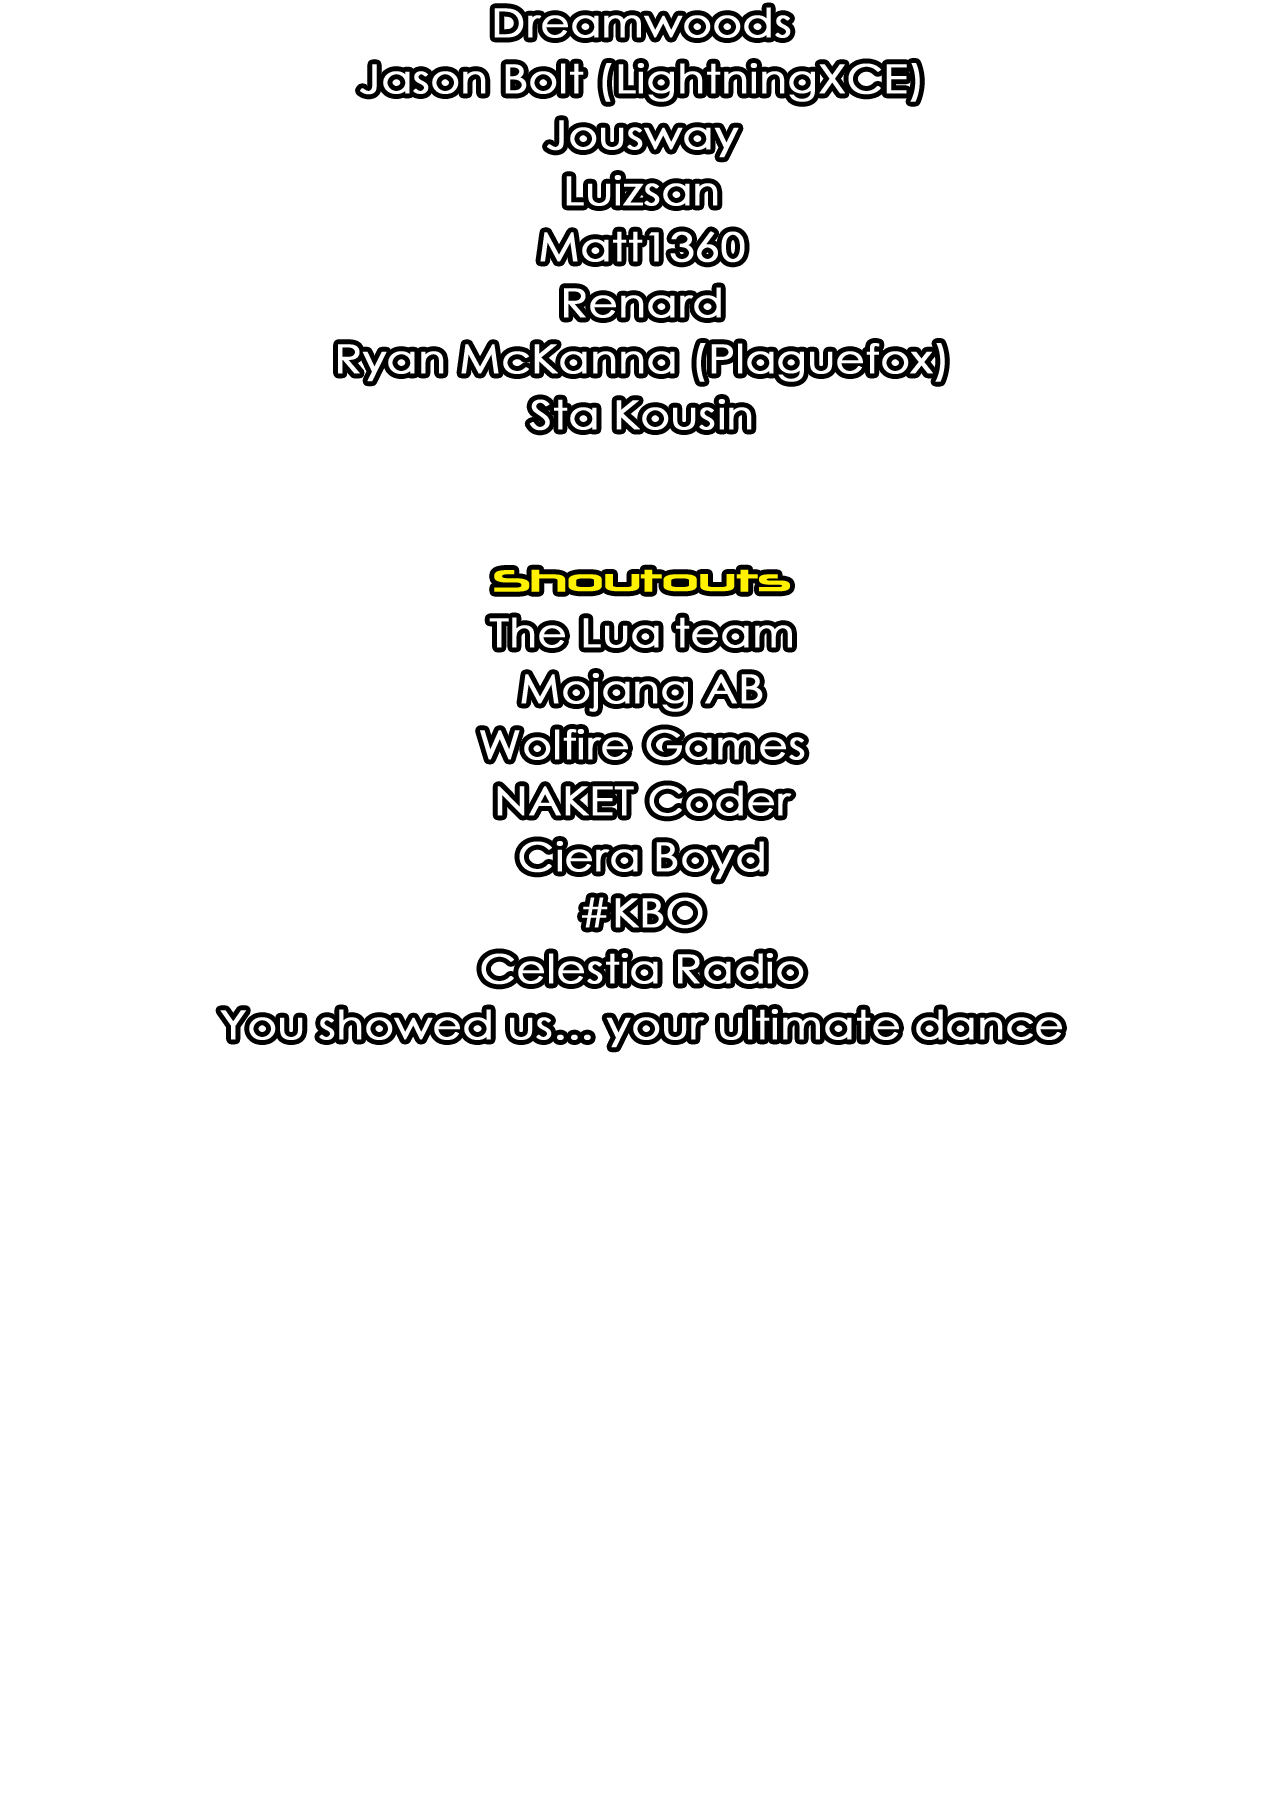 Dreamwoods
Jason Bolt (LightningXCE)
Jousway
Luizsan
Matt1360
Renard
Ryan McKanna (Plaguefox)
Sta Kousin
Shoutouts
The Lua team
Mojang AB
Wolfire Games
NAKET Coder
Ciera Boyd
#KBO
Celestia Radio
You showed us... your ultimate dance